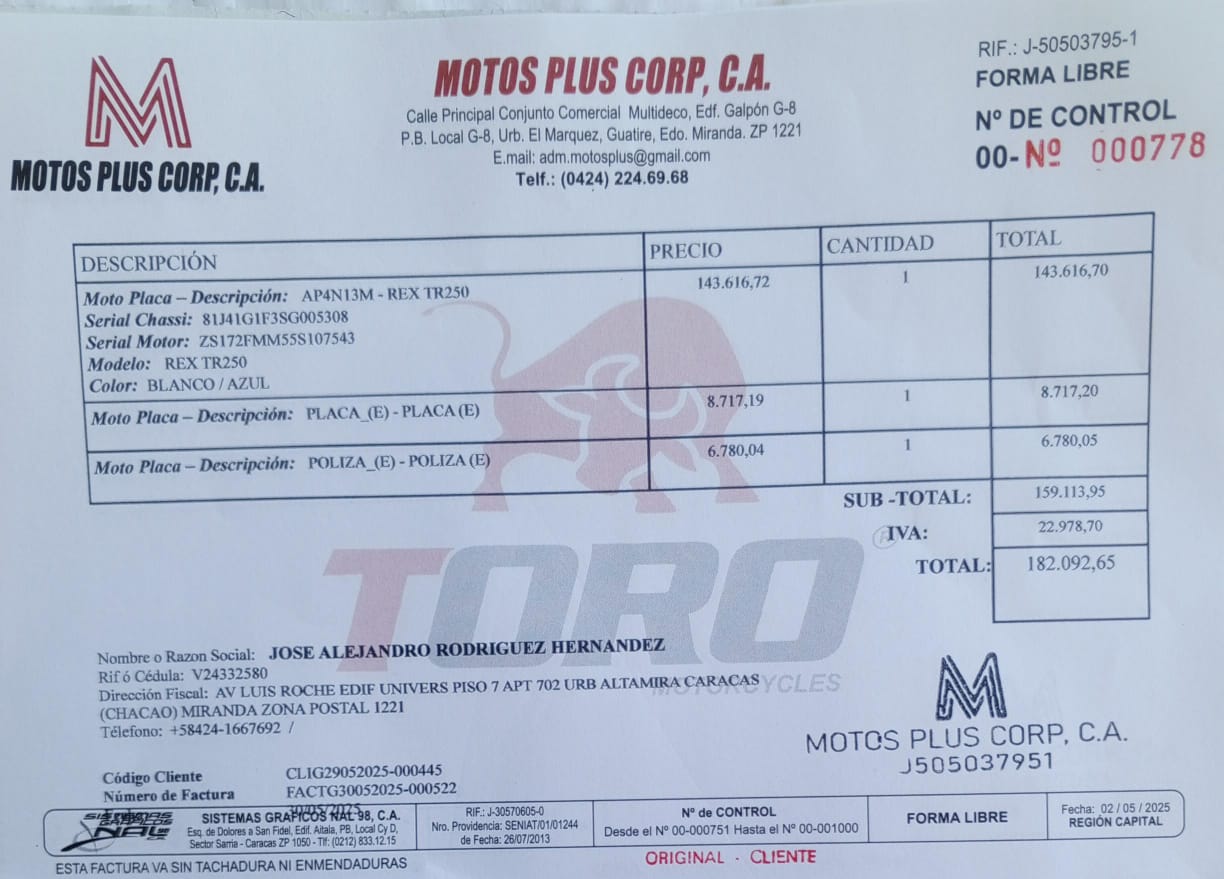 M
MOTOS PLUS CORP, C.A.
MOTOS PLUS CORP, C.A.
Calle Principal Conjunto Comercial Multideco, Edf. Galpón G-8
P.B. Local G-8, Urb. El Marquez, Guatire, Edo. Miranda. ZP 1221
E.mail: adm.motosplus@gmail.com
Telf.: (0424) 224.69.68
RIF.: J-50503795-1
FORMA LIBRE
Nº DE CONTROL
00-Nº 000778
DESCRIPCIÓN PRECIO CANTIDAD TOTAL
Moto Placa – Descripción: AP4N13M - REX TR250 143.616,72 1 143.616,70
Serial Chassi: 81J41G1F3SG005308
Serial Motor: ZS172FMM55S107543
Modelo: REX TR250
Color: BLANCO / AZUL
Moto Placa – Descripción: PLACA_(E) - PLACA (E) 8.717,19 1 8.717,20
Moto Placa – Descripción: POLIZA_(E) - POLIZA (E) 6.780,04 1 6.780,05
SUB -TOTAL: 159.113,95
IVA: 22.978,70
TOTAL: 182.092,65
TORO
MOTORCYCLES
Nombre o Razon Social: JOSE ALEJANDRO RODRIGUEZ HERNANDEZ
Rif ó Cédula: V24332580
Dirección Fiscal: AV LUIS ROCHE EDIF UNIVERS PISO 7 APT 702 URB ALTAMIRA CARACAS
(CHACAO) MIRANDA ZONA POSTAL 1221
Télefono: +58424-1667692 /
M
MOTOS PLUS CORP, C.A.
J505037951
Código Cliente CLIG29052025-000445
Número de Factura FACTG30052025-000522
30/05/2025
SISTEMAS GRAFICOS NAL 98, C.A.
Esq. de Dolores a San Fidel, Edif. Aitala, PB, Local Cy D,
Sector Sarria - Caracas ZP 1050 - Tlf: (0212) 833.12.15
RIF.: J-30570605-0
Nro. Providencia: SENIAT/01/01244
de Fecha: 26/07/2013
Nº de CONTROL
Desde el Nº 00-000751 Hasta el Nº 00-001000
FORMA LIBRE
Fecha: 02 / 05 / 2025
REGIÓN CAPITAL
ESTA FACTURA VA SIN TACHADURA NI ENMENDADURAS
ORIGINAL - CLIENTE